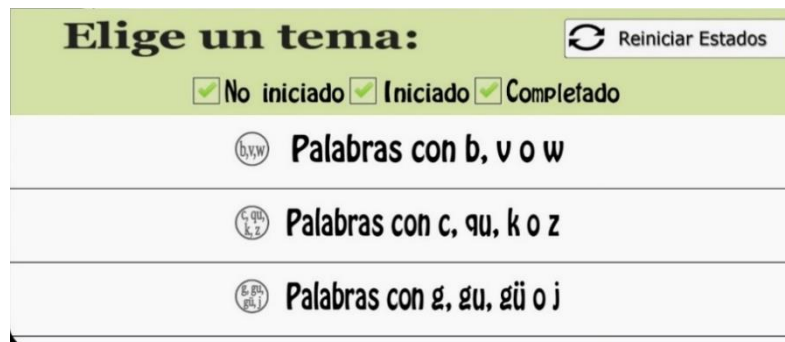 Elige un tema:
Reiniciar Estados
No iniciado Iniciado Completado
b,v,w Palabras con b, v o w
c, qu, k, z Palabras con c, qu, k o z
g, gu, gü, j Palabras con g, gu, gü o j